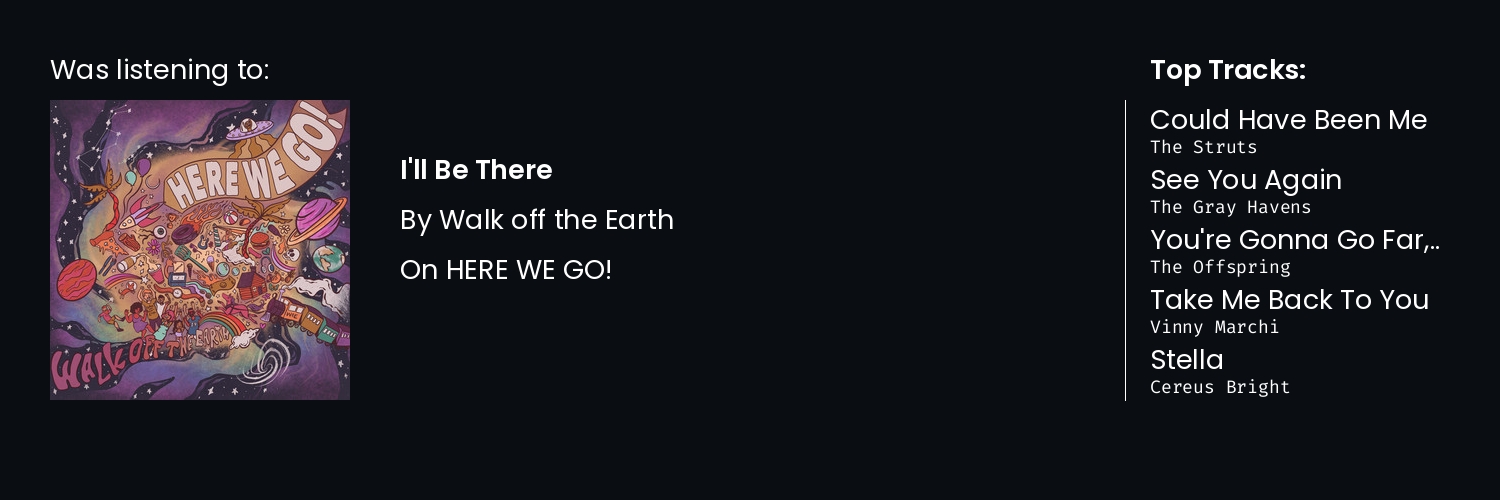 Was listening to:
HERE WE GO!
WALK OFF THE EARTH
I'll Be There
By Walk off the Earth
On HERE WE GO!
Top Tracks:
Could Have Been Me
The Struts
See You Again
The Gray Havens
You're Gonna Go Far,..
The Offspring
Take Me Back To You
Vinny Marchi
Stella
Cereus Bright